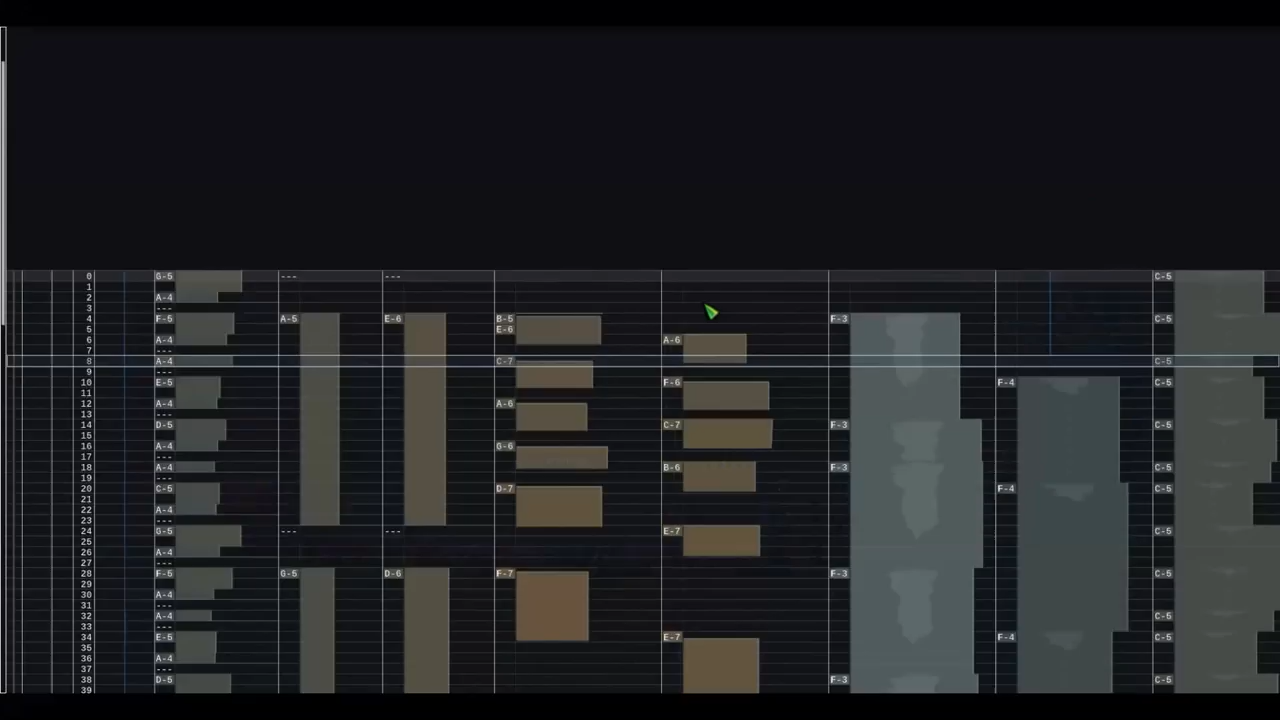 0 G-5 --- --- C-5
1
2 A-4
3 ---
4 F-5 A-5 E-6 B-5 F-3 C-5
5 E-6
6 A-4 A-6
7 ---
8 A-4 C-7 C-5
9 ---
10 E-5 F-6 F-4 C-5
11
12 A-4 A-6
13 ---
14 D-5 C-7 F-3 C-5
15
16 A-4 G-6
17 ---
18 A-4 B-6 F-3 C-5
19 ---
20 C-5 D-7 F-4 C-5
21
22 A-4
23 ---
24 G-5 --- --- E-7 C-5
25
26 A-4
27 ---
28 F-5 G-5 D-6 F-7 F-3 C-5
29
30 A-4
31 ---
32 A-4 C-5
33 ---
34 E-5 E-7 F-4 C-5
35
36 A-4
37 ---
38 D-5 F-3 C-5
39